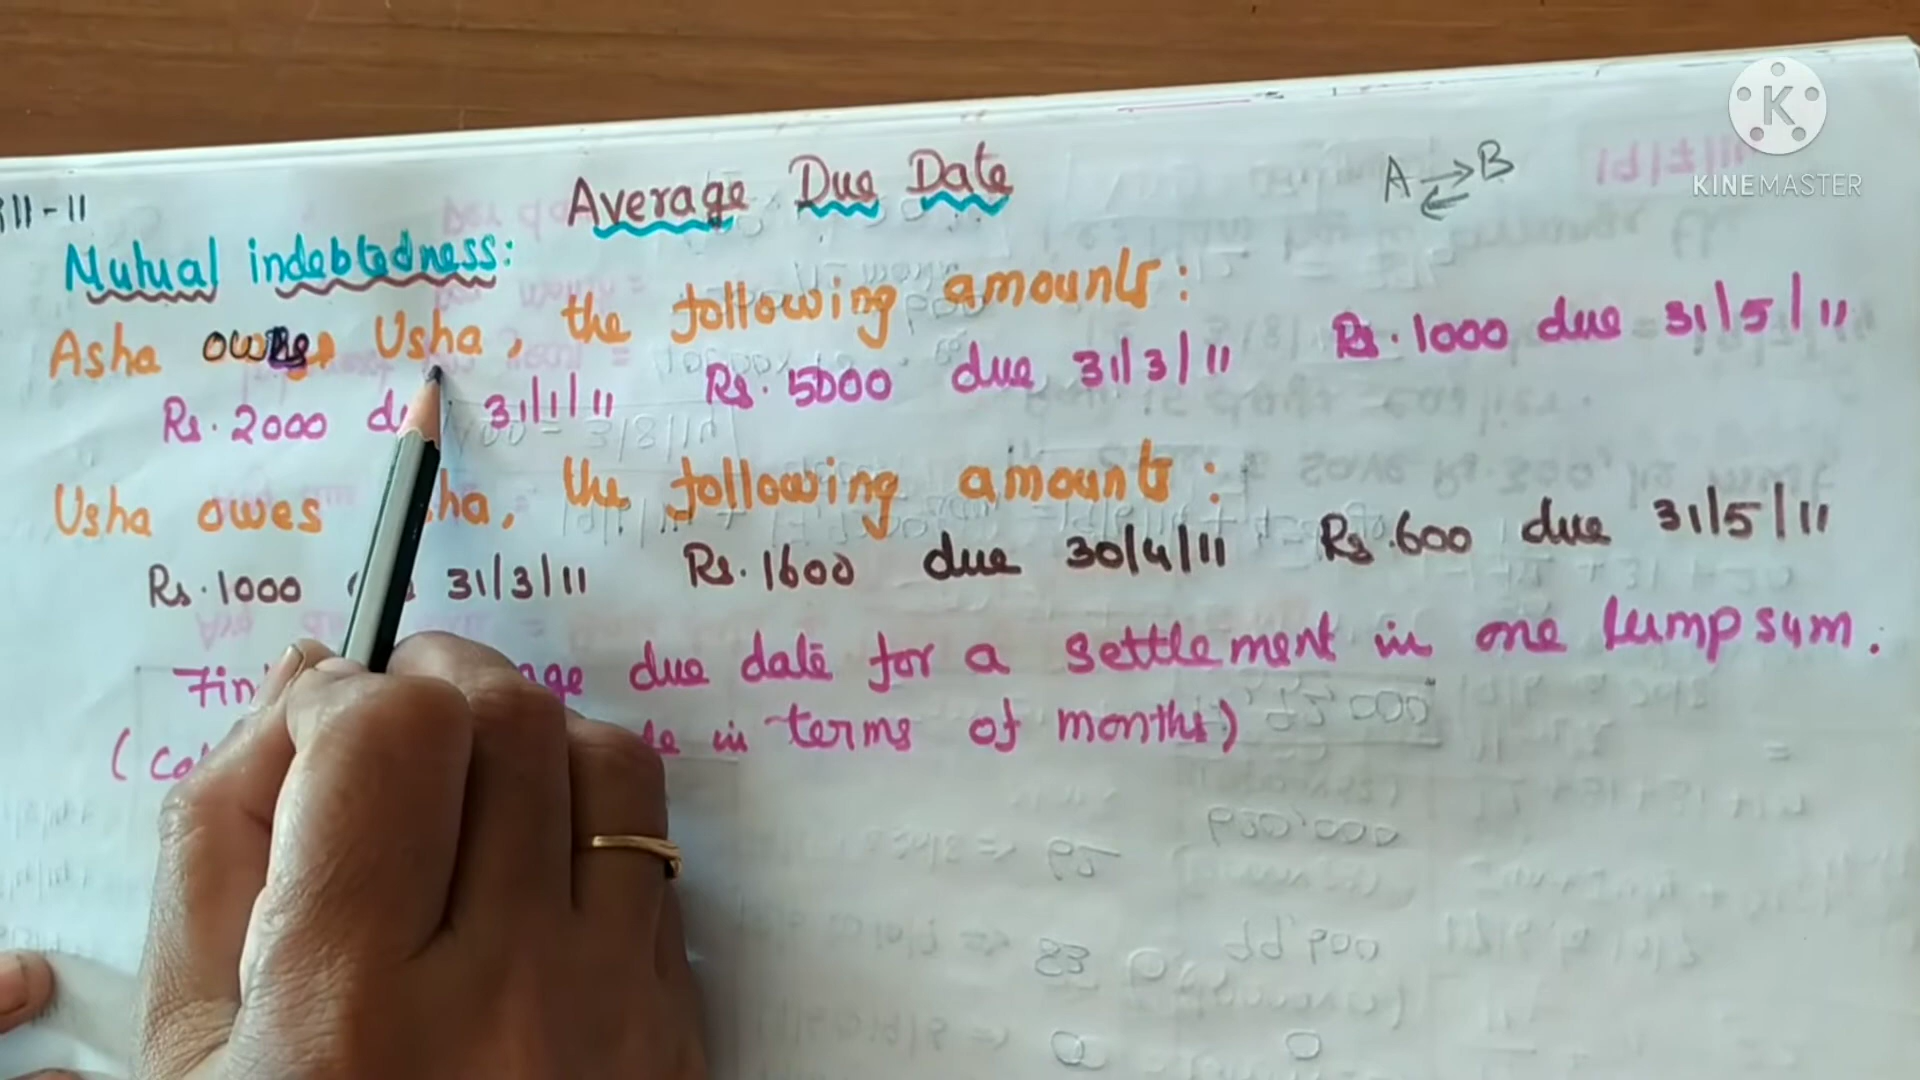 Average Due Date
A → B
K
KINEMASTER
11-11
Mutual indebtedness:
Asha owes Usha, the following amounts:
Rs. 2000 31/1/11 Rs. 5000 due 31/3/11 Rs. 1000 due 31/5/11
Usha owes the following amounts:
Rs. 1000 31/3/11 Rs. 1600 due 30/4/11 Rs. 600 due 31/5/11
due date for a settlement in one lumpsum.
in terms of months)